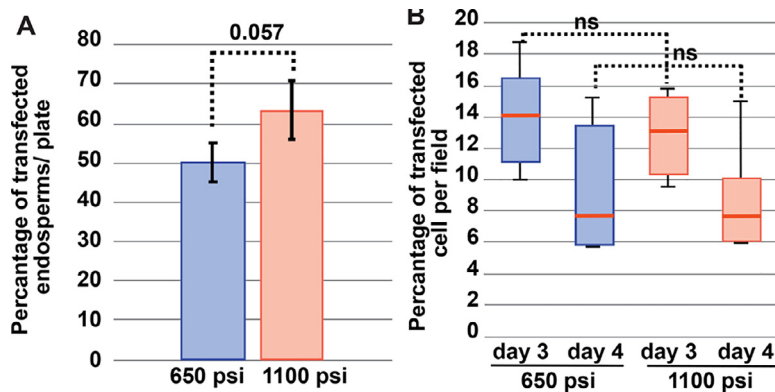 A
0.057
Percantage of transfected
endosperms/ plate
80
70
60
50
40
30
20
10
0
650 psi 1100 psi
B
Percantage of transfected
cell per field
20
18
16
14
12
10
8
6
4
2
0
ns
ns
day 3 day 4 day 3 day 4
650 psi 1100 psi